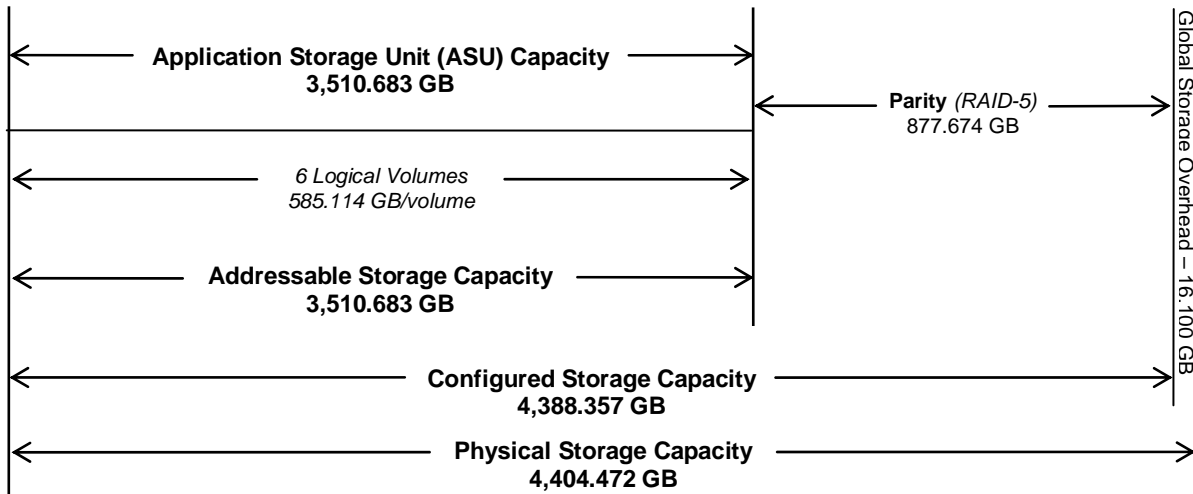 Application Storage Unit (ASU) Capacity
3,510.683 GB
Parity (RAID-5)
877.674 GB
Global Storage Overhead – 16.100 GB
6 Logical Volumes
585.114 GB/volume
Addressable Storage Capacity
3,510.683 GB
Configured Storage Capacity
4,388.357 GB
Physical Storage Capacity
4,404.472 GB